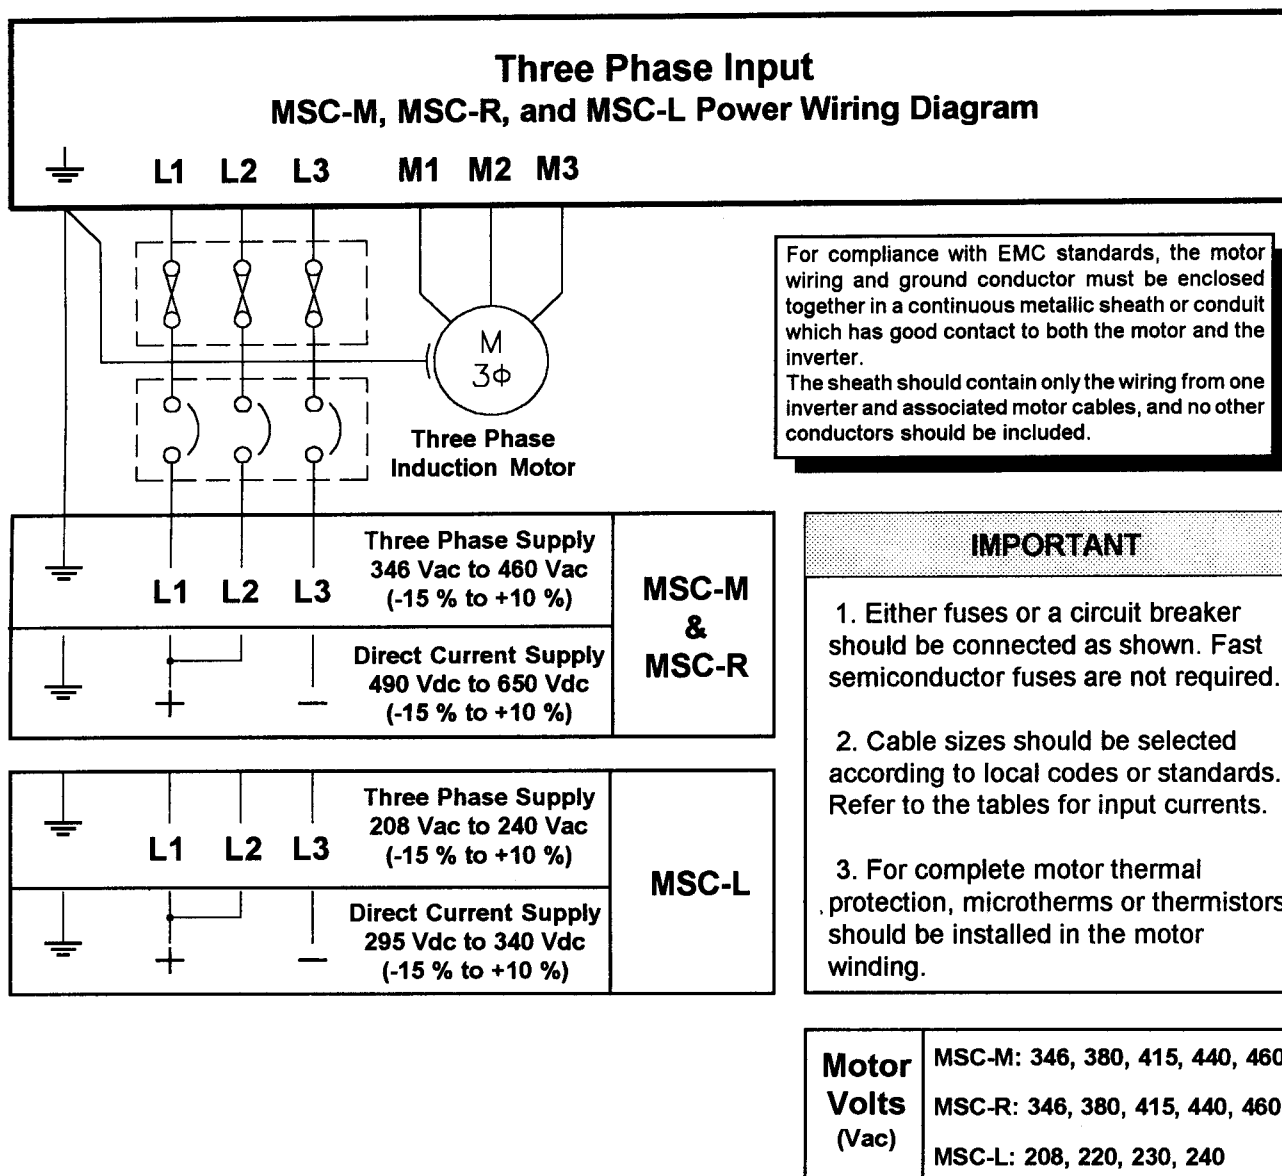 Three Phase Input
MSC-M, MSC-R, and MSC-L Power Wiring Diagram
L1 L2 L3 M1 M2 M3
For compliance with EMC standards, the motor
wiring and ground conductor must be enclosed
together in a continuous metallic sheath or conduit
which has good contact to both the motor and the
inverter.
The sheath should contain only the wiring from one
inverter and associated motor cables, and no other
conductors should be included.
M
3Φ
Three Phase
Induction Motor
Three Phase Supply
346 Vac to 460 Vac
(-15 % to +10 %)
L1 L2 L3
Direct Current Supply
490 Vdc to 650 Vdc
(-15 % to +10 %)
+ −
MSC-M
&
MSC-R
Three Phase Supply
208 Vac to 240 Vac
(-15 % to +10 %)
L1 L2 L3
Direct Current Supply
295 Vdc to 340 Vdc
(-15 % to +10 %)
+ −
MSC-L
IMPORTANT
1. Either fuses or a circuit breaker
should be connected as shown. Fast
semiconductor fuses are not required.
2. Cable sizes should be selected
according to local codes or standards.
Refer to the tables for input currents.
3. For complete motor thermal
protection, microtherms or thermistors
should be installed in the motor
winding.
Motor
Volts
(Vac)
MSC-M: 346, 380, 415, 440, 460
MSC-R: 346, 380, 415, 440, 460
MSC-L: 208, 220, 230, 240